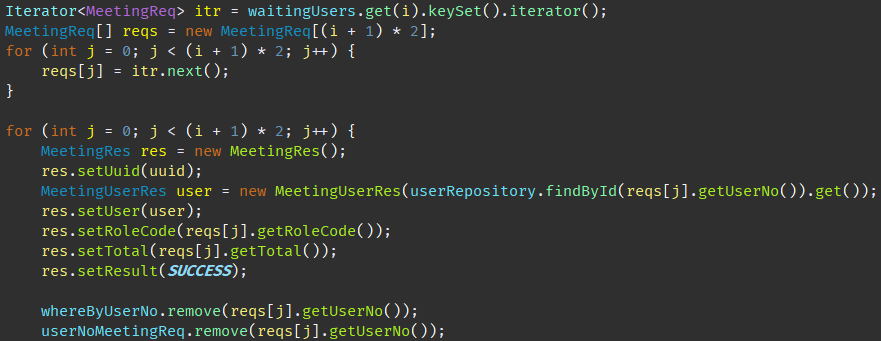 Iterator<MeetingReq> itr = waitingUsers.get(i).keySet().iterator();
MeetingReq[] reqs = new MeetingReq[(i + 1) * 2];
for (int j = 0; j < (i + 1) * 2; j++) {
    reqs[j] = itr.next();
}

for (int j = 0; j < (i + 1) * 2; j++) {
    MeetingRes res = new MeetingRes();
    res.setUuid(uuid);
    MeetingUserRes user = new MeetingUserRes(userRepository.findById(reqs[j].getUserNo()).get());
    res.setUser(user);
    res.setRoleCode(reqs[j].getRoleCode());
    res.setTotal(reqs[j].getTotal());
    res.setResult(SUCCESS);

    whereByUserNo.remove(reqs[j].getUserNo());
    userNoMeetingReq.remove(reqs[j].getUserNo());